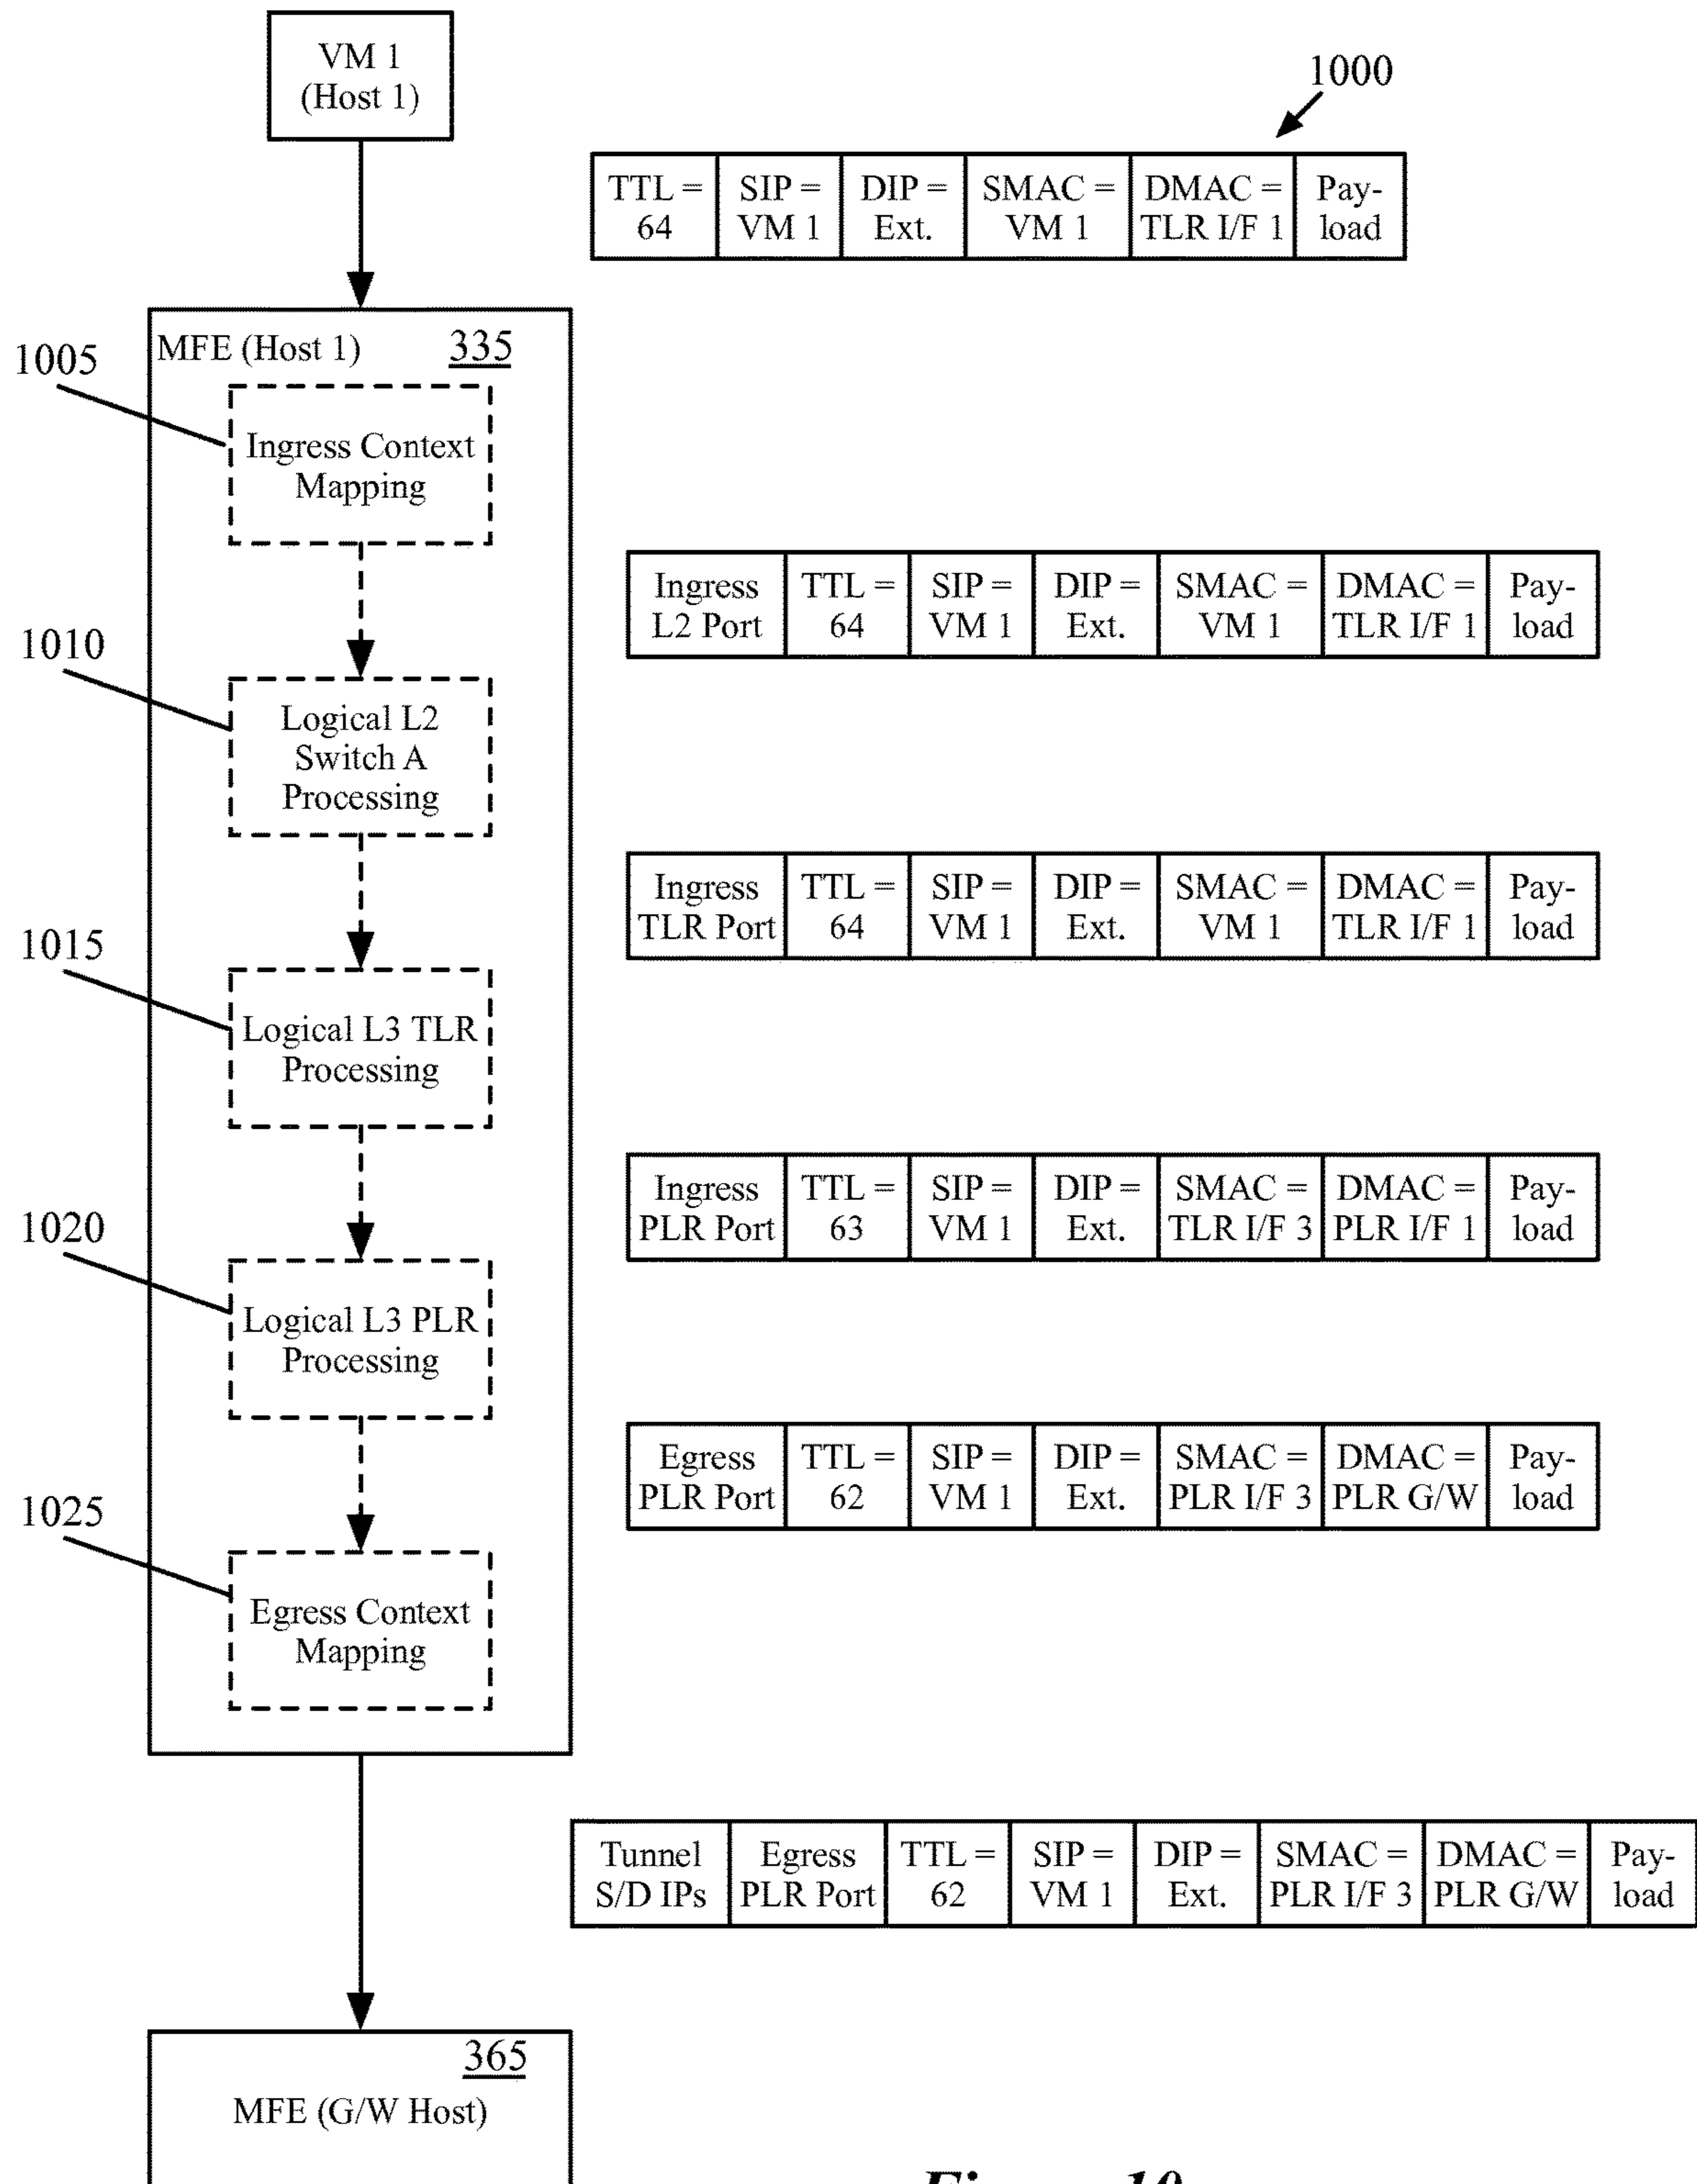 VM 1
(Host 1)
1000
TTL = SIP = DIP = SMAC = DMAC = Pay-
64 VM 1 Ext. VM 1 TLR I/F 1 load
MFE (Host 1) 335
1005
Ingress Context
Mapping
Ingress TTL = SIP = DIP = SMAC = DMAC = Pay-
L2 Port 64 VM 1 Ext. VM 1 TLR I/F 1 load
1010
Logical L2
Switch A
Processing
Ingress TTL = SIP = DIP = SMAC = DMAC = Pay-
TLR Port 64 VM 1 Ext. VM 1 TLR I/F 1 load
1015
Logical L3 TLR
Processing
Ingress TTL = SIP = DIP = SMAC = DMAC = Pay-
PLR Port 63 VM 1 Ext. TLR I/F 3 PLR I/F 1 load
1020
Logical L3 PLR
Processing
Egress TTL = SIP = DIP = SMAC = DMAC = Pay-
PLR Port 62 VM 1 Ext. PLR I/F 3 PLR G/W load
1025
Egress Context
Mapping
Tunnel Egress TTL = SIP = DIP = SMAC = DMAC = Pay-
S/D IPs PLR Port 62 VM 1 Ext. PLR I/F 3 PLR G/W load
365
MFE (G/W Host)
Figure 10